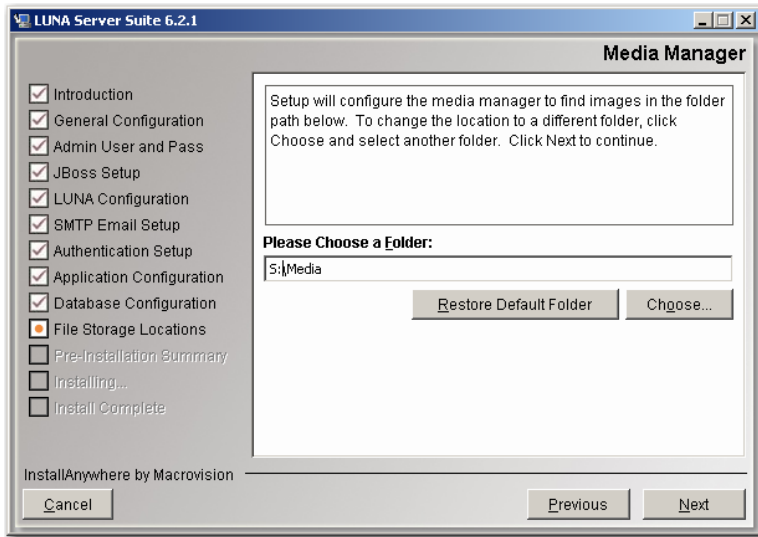 LUNA Server Suite 6.2.1
Media Manager
Introduction
General Configuration
Admin User and Pass
JBoss Setup
LUNA Configuration
SMTP Email Setup
Authentication Setup
Application Configuration
Database Configuration
File Storage Locations
Pre-Installation Summary
Installing...
Install Complete
Setup will configure the media manager to find images in the folder
path below. To change the location to a different folder, click
Choose and select another folder. Click Next to continue.
Please Choose a Folder:
S:\Media
Restore Default Folder
Choose...
InstallAnywhere by Macrovision
Cancel
Previous
Next